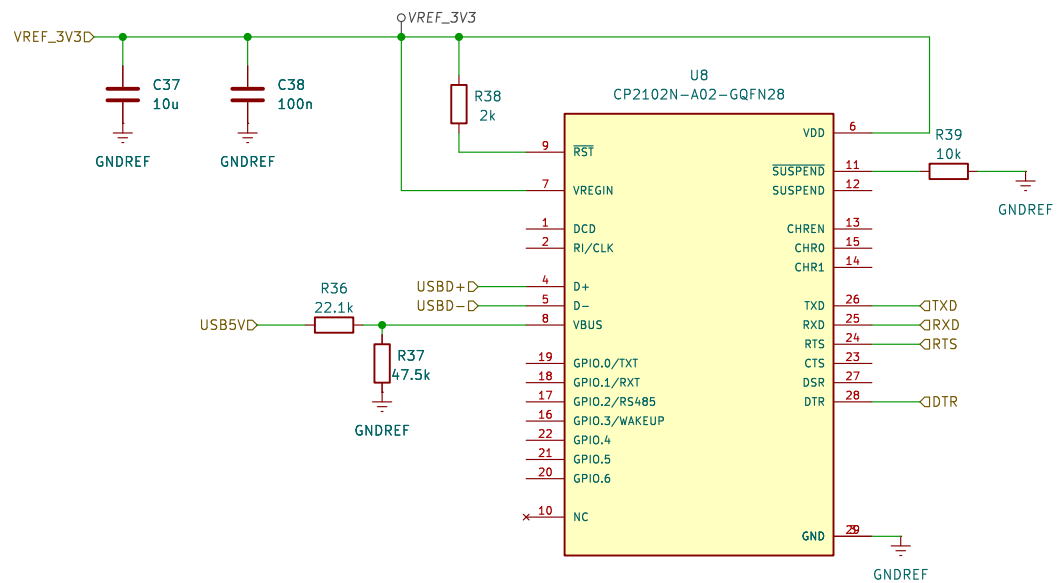 VREF_3V3
VREF_3V3
C37
10u
GNDREF
C38
100n
GNDREF
R38
2k
U8
CP2102N-A02-GQFN28
R39
10k
GNDREF
9 RST
7 VREGIN
1 DCD
2 RI/CLK
4 D+
5 D-
8 VBUS
19 GPIO.0/TXT
18 GPIO.1/RXT
17 GPIO.2/RS485
16 GPIO.3/WAKEUP
22 GPIO.4
21 GPIO.5
20 GPIO.6
10 NC
VDD 6
SUSPEND 11
SUSPEND 12
CHREN 13
CHR0 15
CHR1 14
TXD 26
RXD 25
RTS 24
CTS 23
DSR 27
DTR 28
GND
USBD+
USBD-
USB5V
R36
22.1k
R37
47.5k
GNDREF
TXD
RXD
RTS
DTR
GNDREF